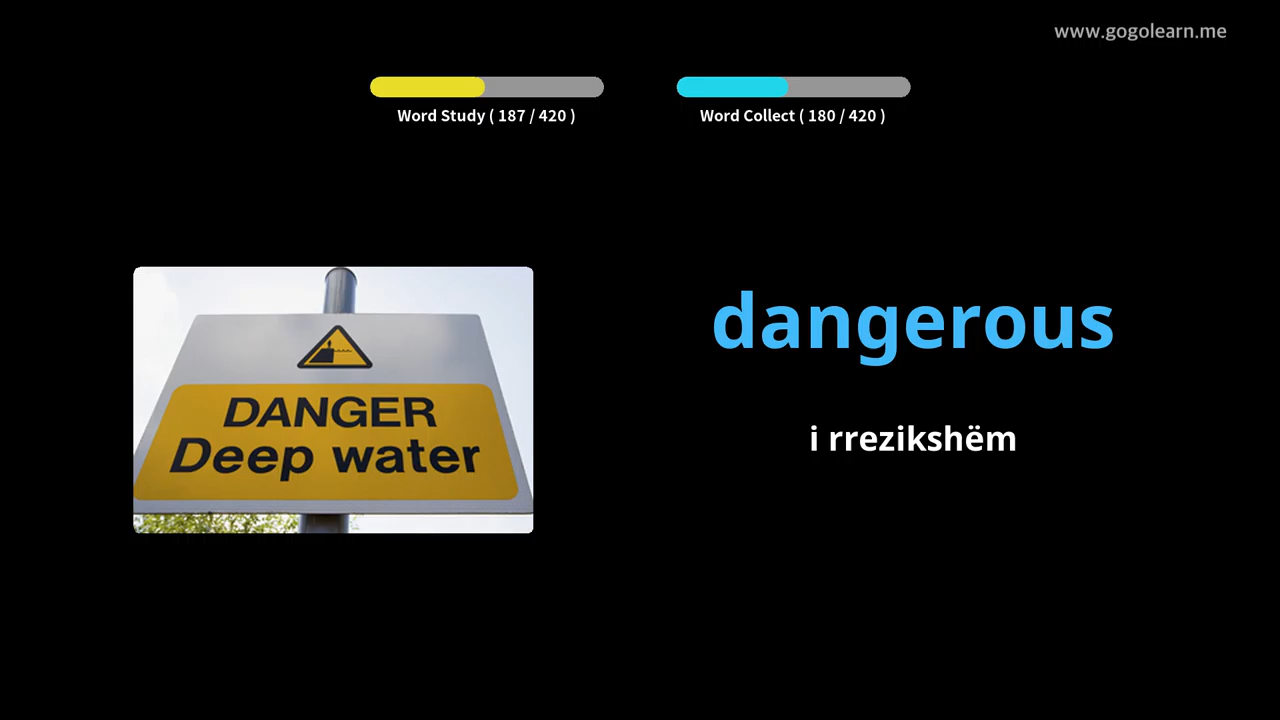 www.gogolearn.me
Word Study ( 187 / 420 )
Word Collect ( 180 / 420 )
DANGER
Deep water
dangerous
i rrezikshëm